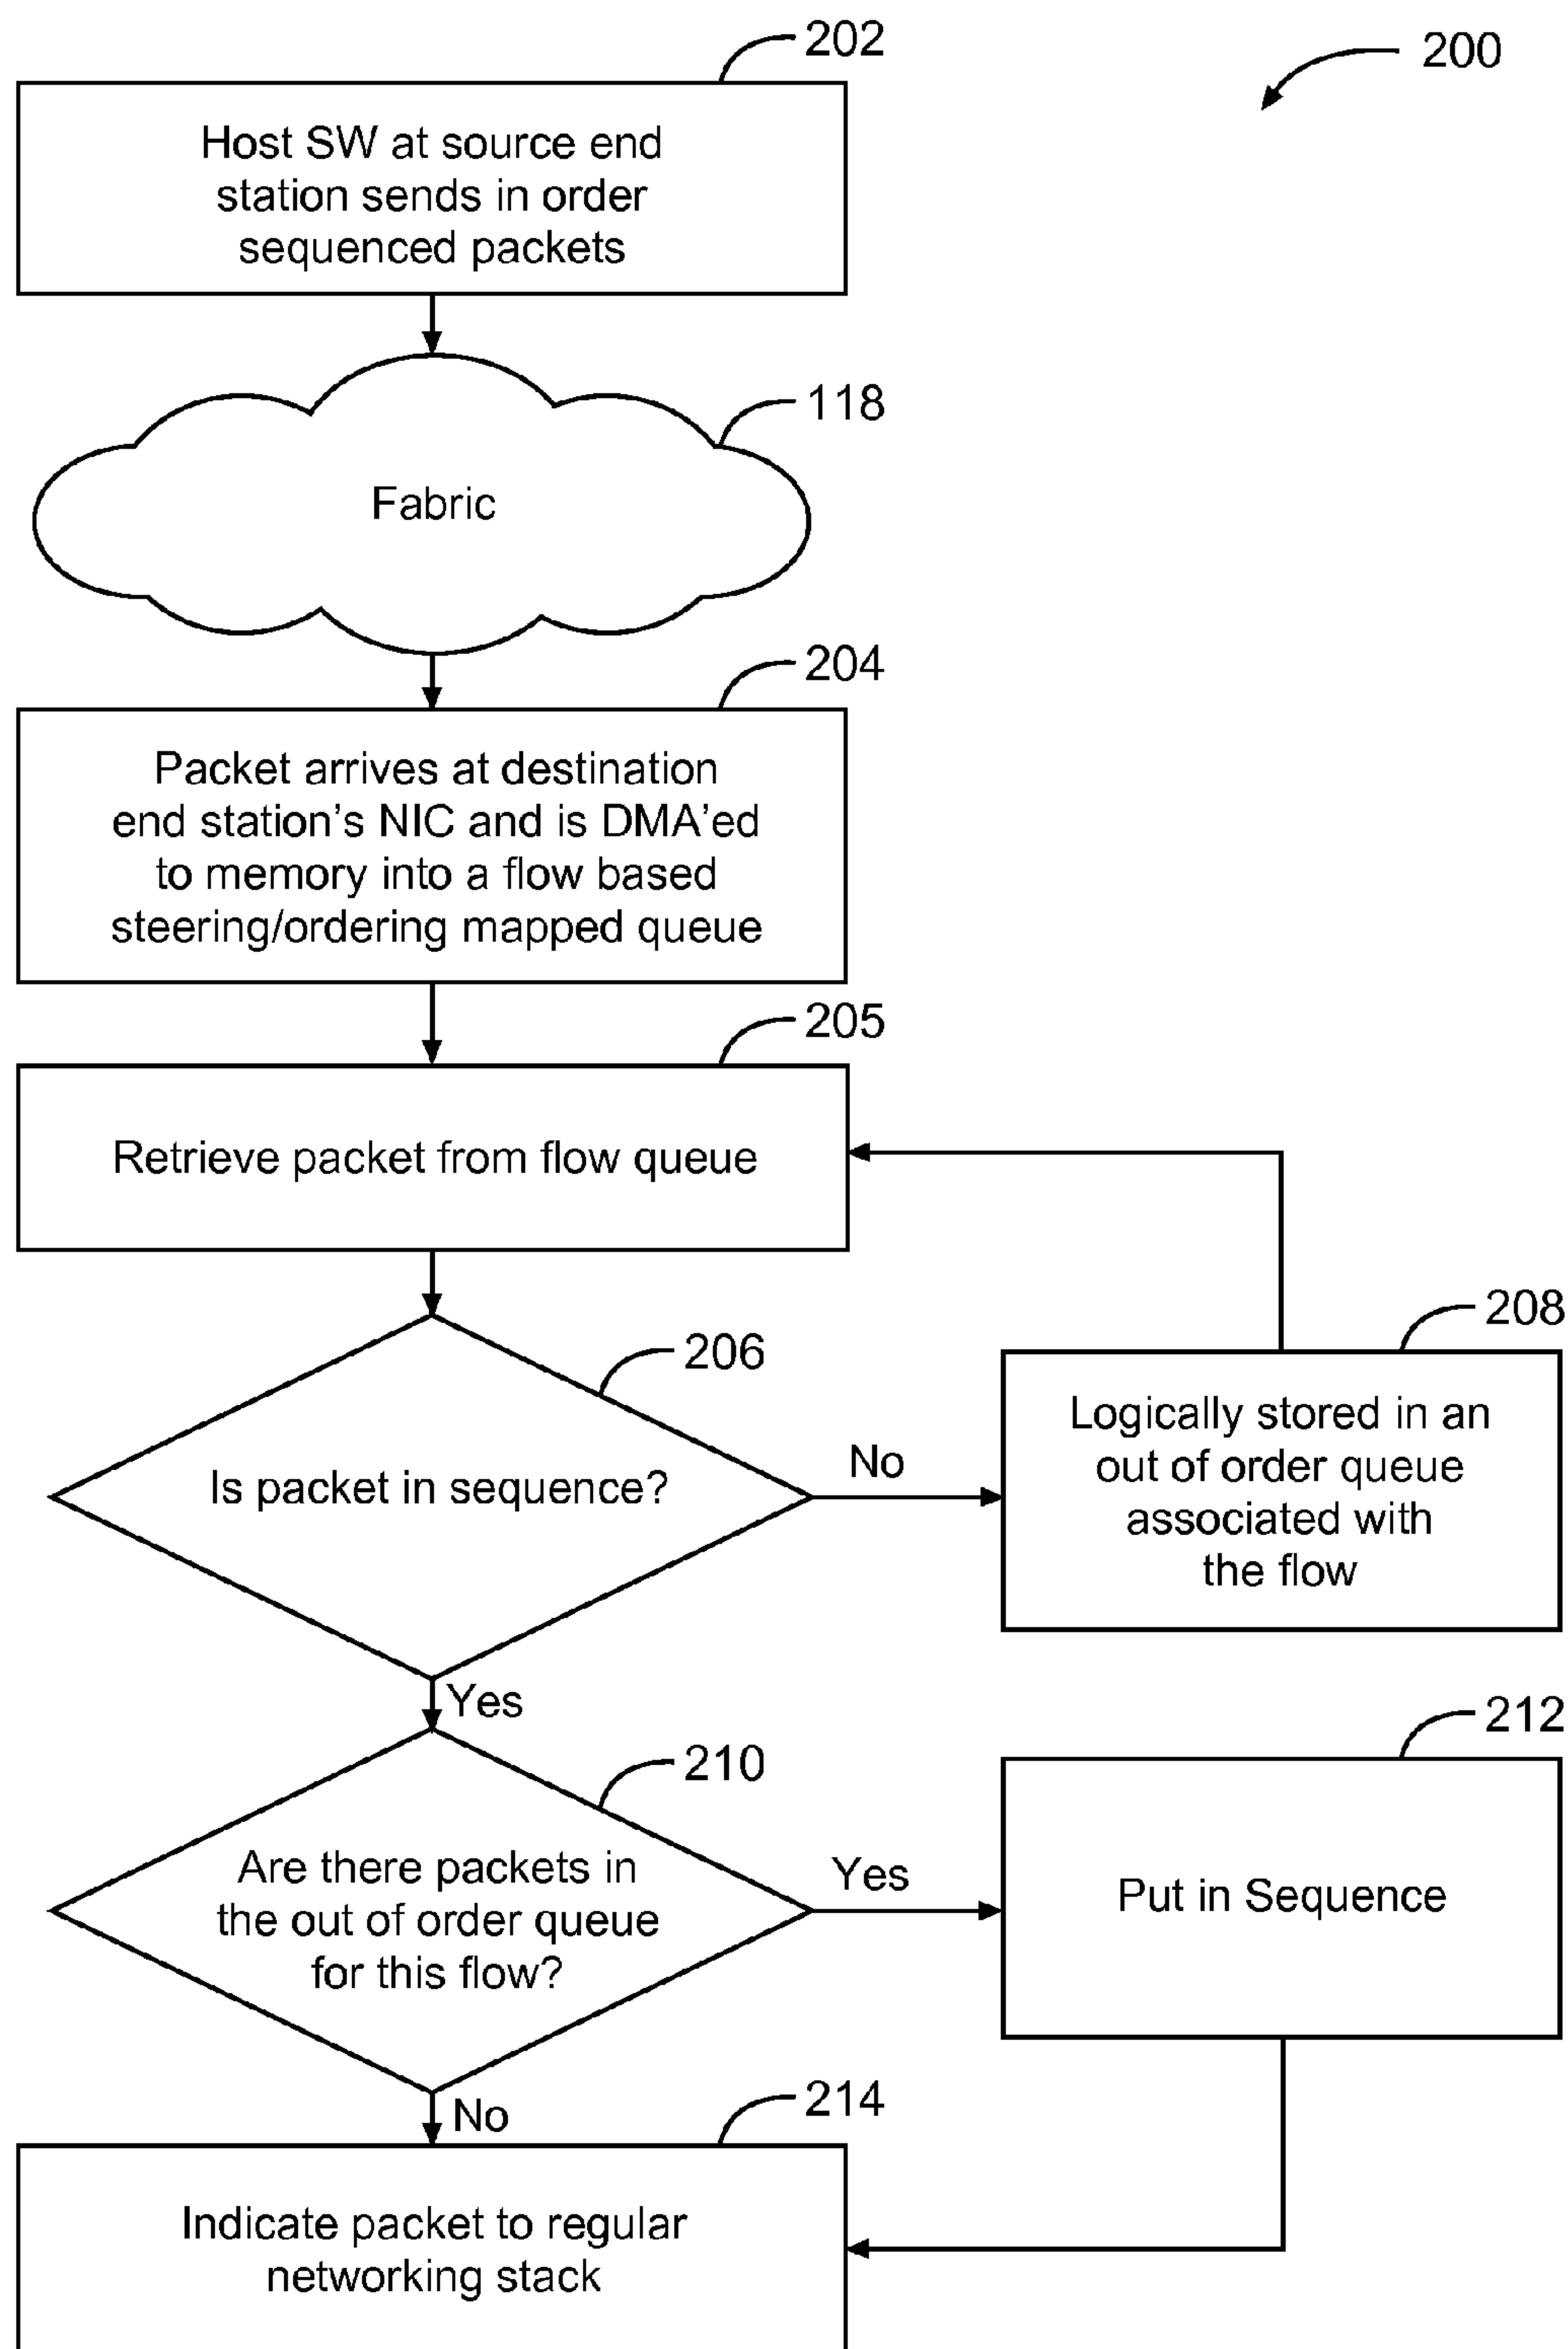 202
200
Host SW at source end
station sends in order
sequenced packets
118
Fabric
204
Packet arrives at destination
end station's NIC and is DMA'ed
to memory into a flow based
steering/ordering mapped queue
205
Retrieve packet from flow queue
206
Is packet in sequence?
No
208
Logically stored in an
out of order queue
associated with
the flow
Yes
210
Are there packets in
the out of order queue
for this flow?
Yes
212
Put in Sequence
No
214
Indicate packet to regular
networking stack